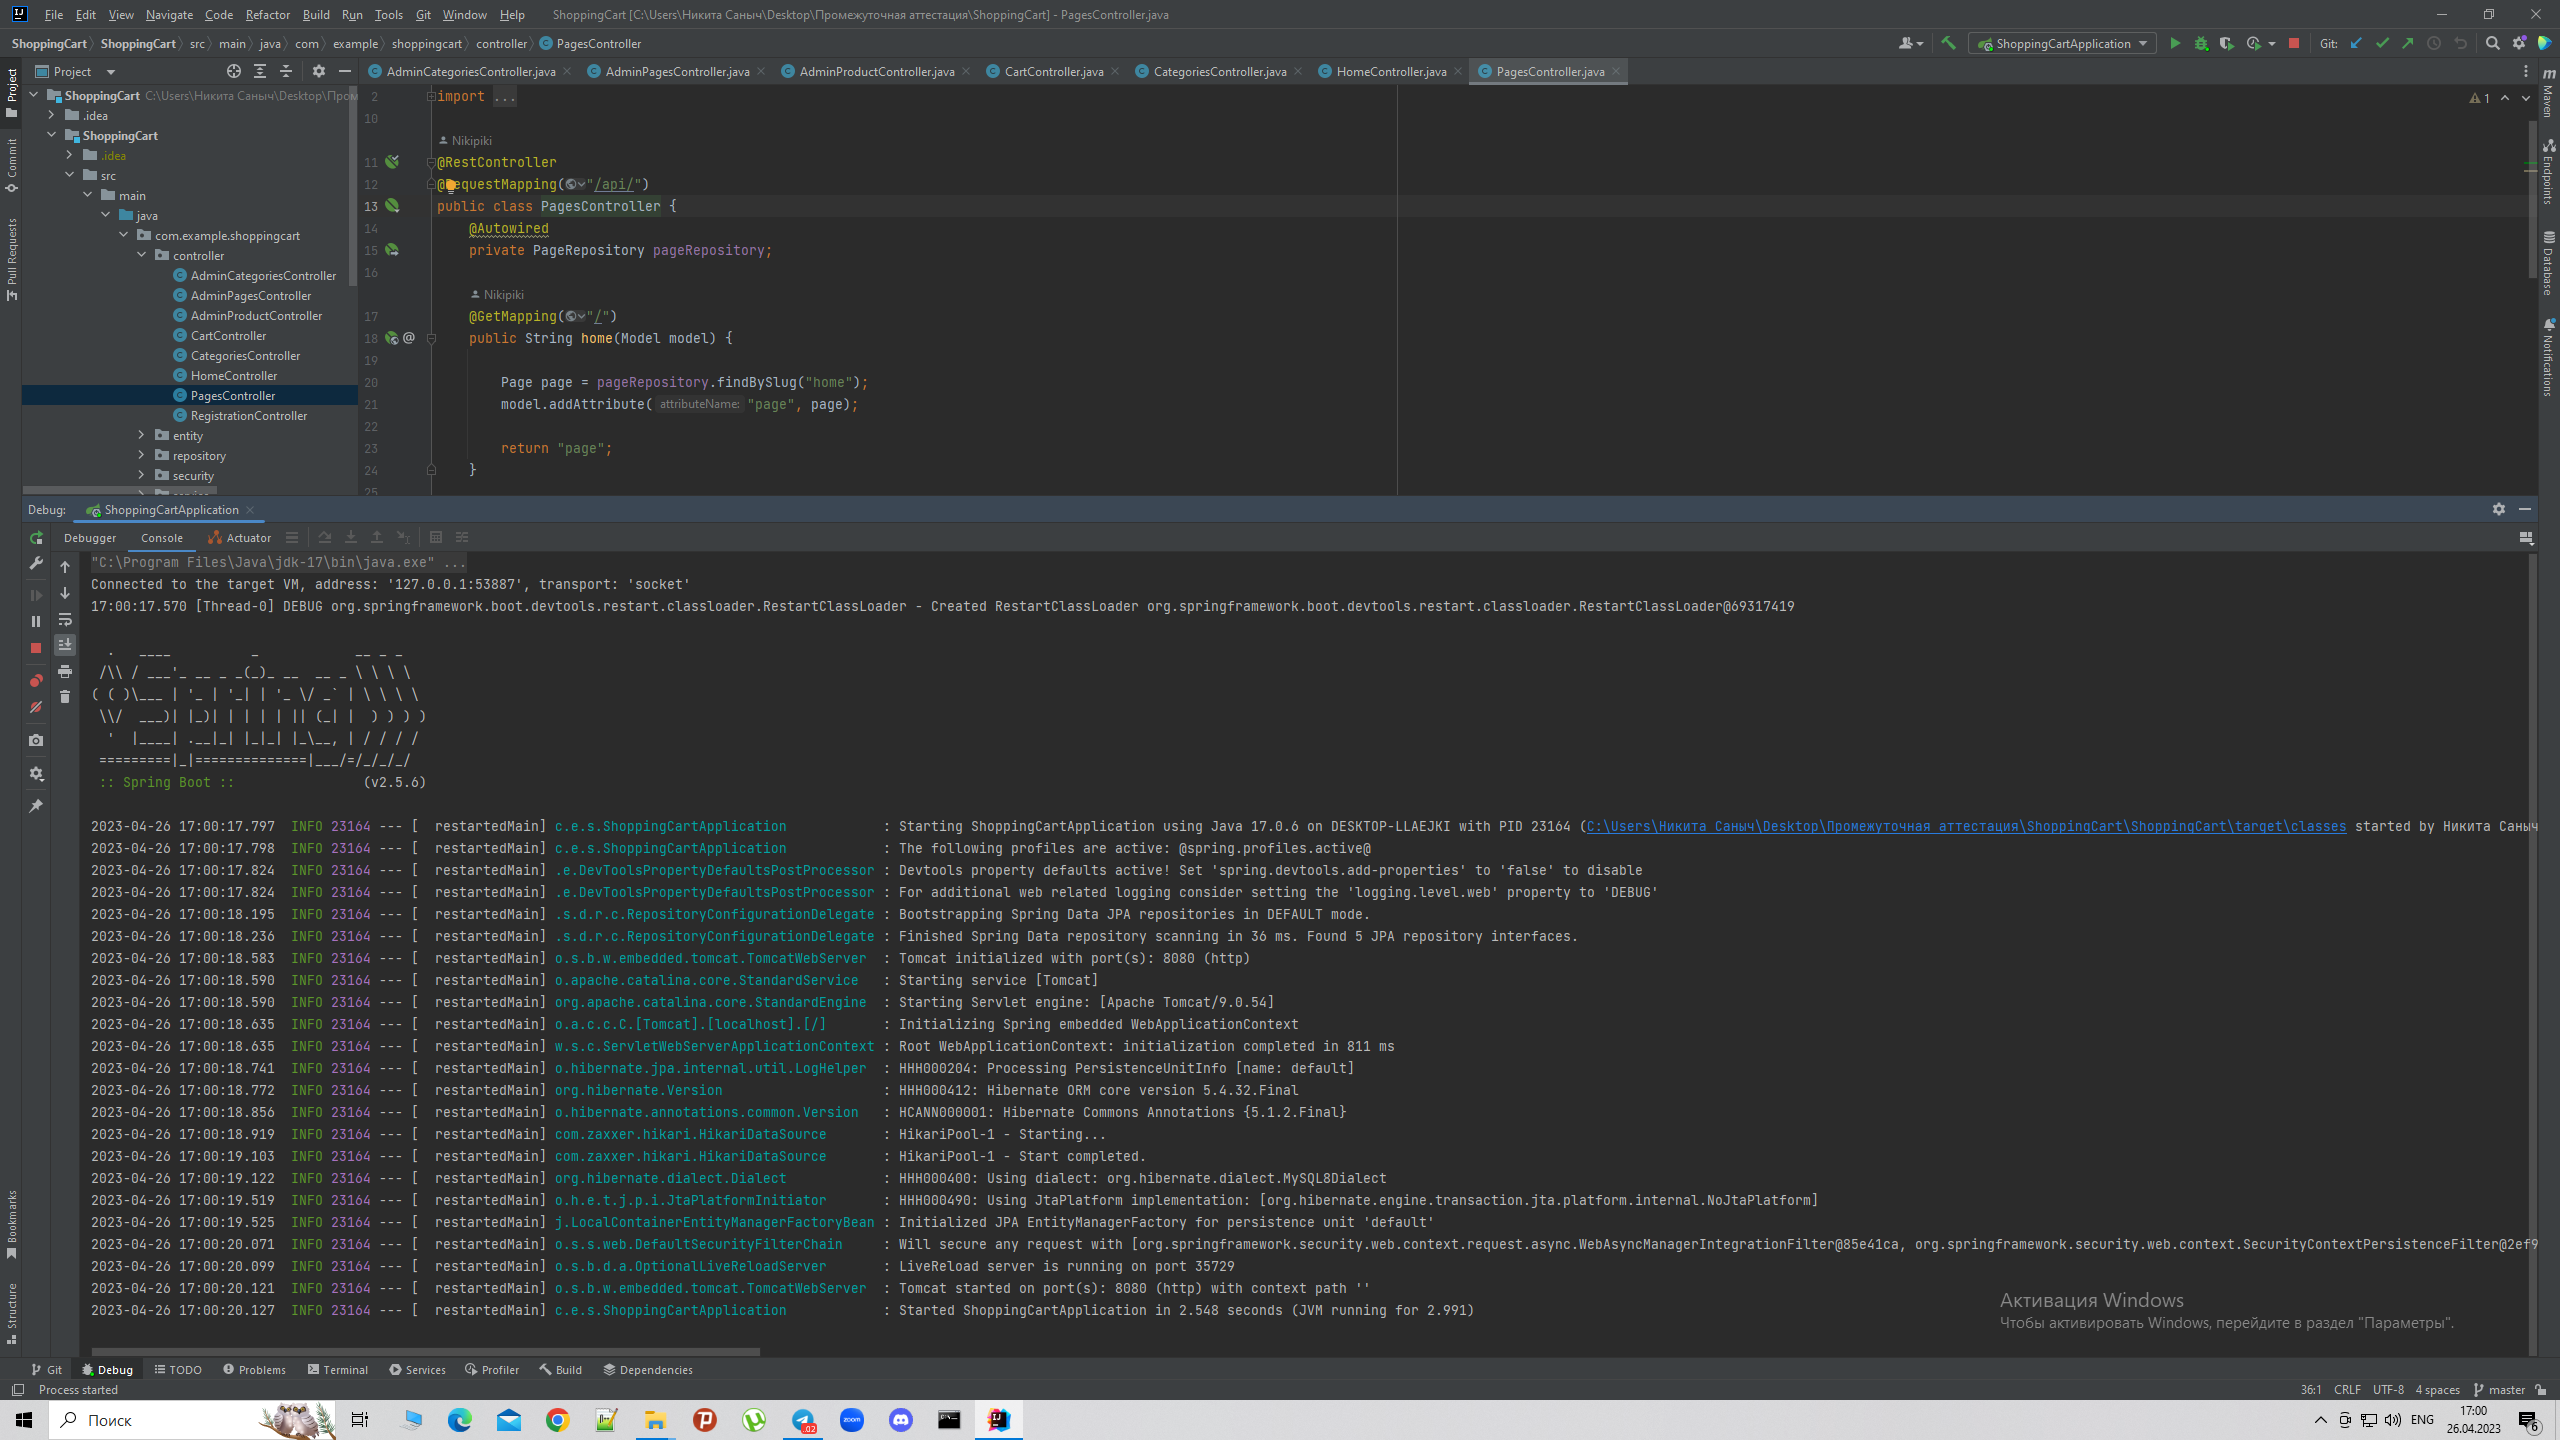 File Edit View Navigate Code Refactor Build Run Tools Git Window Help ShoppingCart [C:\Users\Никита Саныч\Desktop\Промежуточная аттестация\ShoppingCart] - PagesController.java
ShoppingCart ShoppingCart src main java com example shoppingcart controller PagesController ShoppingCartApplication Git:
Project
AdminCategoriesController.java AdminPagesController.java AdminProductController.java CartController.java CategoriesController.java HomeController.java PagesController.java
ShoppingCart C:\Users\Никита Саныч\Desktop\Пром
.idea
ShoppingCart
.idea
src
main
java
com.example.shoppingcart
controller
AdminCategoriesController
AdminPagesController
AdminProductController
CartController
CategoriesController
HomeController
PagesController
RegistrationController
entity
repository
security
Project
Commit
Pull Requests
Bookmarks
Structure
2 import ...
10
Nikipiki
11 @RestController
12 @RequestMapping("/api/")
13 public class PagesController {
14 @Autowired
15 private PageRepository pageRepository;
16
Nikipiki
17 @GetMapping("/")
18 @ public String home(Model model) {
19
20 Page page = pageRepository.findBySlug("home");
21 model.addAttribute( attributeName: "page", page);
22
23 return "page";
24 }
25
1
Maven
Endpoints
Database
Notifications
Debug: ShoppingCartApplication
Debugger Console Actuator
"C:\Program Files\Java\jdk-17\bin\java.exe" ...
Connected to the target VM, address: '127.0.0.1:53887', transport: 'socket'
17:00:17.570 [Thread-0] DEBUG org.springframework.boot.devtools.restart.classloader.RestartClassLoader - Created RestartClassLoader org.springframework.boot.devtools.restart.classloader.RestartClassLoader@69317419
  .   ____          _            __ _ _
 /\\ / ___'_ __ _ _(_)_ __  __ _ \ \ \ \
( ( )\___ | '_ | '_| | '_ \/ _` | \ \ \ \
 \\/  ___)| |_)| | | | | || (_| |  ) ) ) )
  '  |____| .__|_| |_|_| |_\__, | / / / /
 =========|_|==============|___/=/_/_/_/
 :: Spring Boot ::                (v2.5.6)
2023-04-26 17:00:17.797  INFO 23164 --- [  restartedMain] c.e.s.ShoppingCartApplication            : Starting ShoppingCartApplication using Java 17.0.6 on DESKTOP-LLAEJKI with PID 23164 (C:\Users\Никита Саныч\Desktop\Промежуточная аттестация\ShoppingCart\ShoppingCart\target\classes started by Никита Саныч
2023-04-26 17:00:17.798  INFO 23164 --- [  restartedMain] c.e.s.ShoppingCartApplication            : The following profiles are active: @spring.profiles.active@
2023-04-26 17:00:17.824  INFO 23164 --- [  restartedMain] .e.DevToolsPropertyDefaultsPostProcessor : Devtools property defaults active! Set 'spring.devtools.add-properties' to 'false' to disable
2023-04-26 17:00:17.824  INFO 23164 --- [  restartedMain] .e.DevToolsPropertyDefaultsPostProcessor : For additional web related logging consider setting the 'logging.level.web' property to 'DEBUG'
2023-04-26 17:00:18.195  INFO 23164 --- [  restartedMain] .s.d.r.c.RepositoryConfigurationDelegate : Bootstrapping Spring Data JPA repositories in DEFAULT mode.
2023-04-26 17:00:18.236  INFO 23164 --- [  restartedMain] .s.d.r.c.RepositoryConfigurationDelegate : Finished Spring Data repository scanning in 36 ms. Found 5 JPA repository interfaces.
2023-04-26 17:00:18.583  INFO 23164 --- [  restartedMain] o.s.b.w.embedded.tomcat.TomcatWebServer  : Tomcat initialized with port(s): 8080 (http)
2023-04-26 17:00:18.590  INFO 23164 --- [  restartedMain] o.apache.catalina.core.StandardService   : Starting service [Tomcat]
2023-04-26 17:00:18.590  INFO 23164 --- [  restartedMain] org.apache.catalina.core.StandardEngine  : Starting Servlet engine: [Apache Tomcat/9.0.54]
2023-04-26 17:00:18.635  INFO 23164 --- [  restartedMain] o.a.c.c.C.[Tomcat].[localhost].[/]       : Initializing Spring embedded WebApplicationContext
2023-04-26 17:00:18.635  INFO 23164 --- [  restartedMain] w.s.c.ServletWebServerApplicationContext : Root WebApplicationContext: initialization completed in 811 ms
2023-04-26 17:00:18.741  INFO 23164 --- [  restartedMain] o.hibernate.jpa.internal.util.LogHelper  : HHH000204: Processing PersistenceUnitInfo [name: default]
2023-04-26 17:00:18.772  INFO 23164 --- [  restartedMain] org.hibernate.Version                    : HHH000412: Hibernate ORM core version 5.4.32.Final
2023-04-26 17:00:18.856  INFO 23164 --- [  restartedMain] o.hibernate.annotations.common.Version   : HCANN000001: Hibernate Commons Annotations {5.1.2.Final}
2023-04-26 17:00:18.919  INFO 23164 --- [  restartedMain] com.zaxxer.hikari.HikariDataSource       : HikariPool-1 - Starting...
2023-04-26 17:00:19.103  INFO 23164 --- [  restartedMain] com.zaxxer.hikari.HikariDataSource       : HikariPool-1 - Start completed.
2023-04-26 17:00:19.122  INFO 23164 --- [  restartedMain] org.hibernate.dialect.Dialect            : HHH000400: Using dialect: org.hibernate.dialect.MySQL8Dialect
2023-04-26 17:00:19.519  INFO 23164 --- [  restartedMain] o.h.e.t.j.p.i.JtaPlatformInitiator       : HHH000490: Using JtaPlatform implementation: [org.hibernate.engine.transaction.jta.platform.internal.NoJtaPlatform]
2023-04-26 17:00:19.525  INFO 23164 --- [  restartedMain] j.LocalContainerEntityManagerFactoryBean : Initialized JPA EntityManagerFactory for persistence unit 'default'
2023-04-26 17:00:20.071  INFO 23164 --- [  restartedMain] o.s.s.web.DefaultSecurityFilterChain     : Will secure any request with [org.springframework.security.web.context.request.async.WebAsyncManagerIntegrationFilter@85e41ca, org.springframework.security.web.context.SecurityContextPersistenceFilter@2ef9
2023-04-26 17:00:20.099  INFO 23164 --- [  restartedMain] o.s.b.d.a.OptionalLiveReloadServer       : LiveReload server is running on port 35729
2023-04-26 17:00:20.121  INFO 23164 --- [  restartedMain] o.s.b.w.embedded.tomcat.TomcatWebServer  : Tomcat started on port(s): 8080 (http) with context path ''
2023-04-26 17:00:20.127  INFO 23164 --- [  restartedMain] c.e.s.ShoppingCartApplication            : Started ShoppingCartApplication in 2.548 seconds (JVM running for 2.991)
Активация Windows
Чтобы активировать Windows, перейдите в раздел "Параметры".
Git Debug TODO Problems Terminal Services Profiler Build Dependencies
Process started 36:1 CRLF UTF-8 4 spaces master
Поиск zoom ENG 17:00
26.04.2023 6